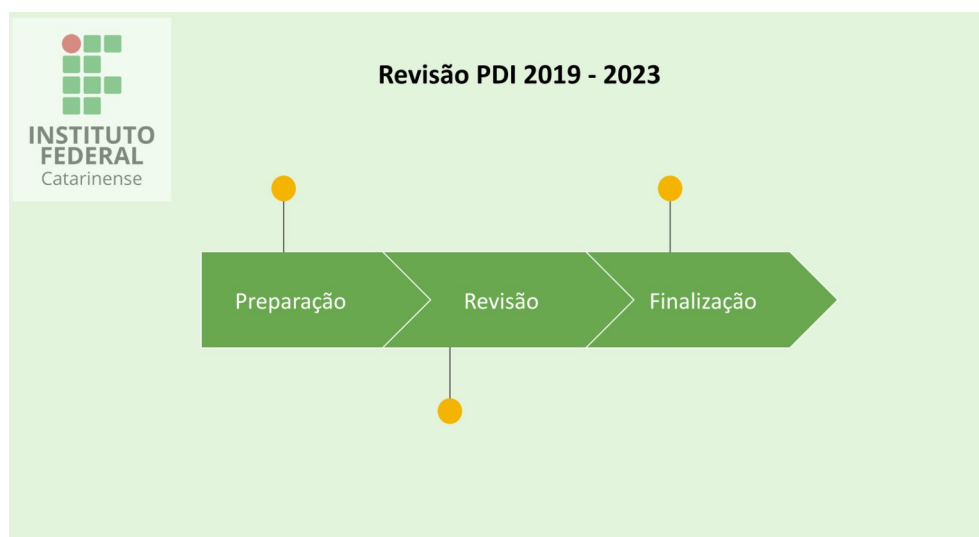 INSTITUTO
FEDERAL
Catarinense
Revisão PDI 2019 - 2023
Preparação
Revisão
Finalização